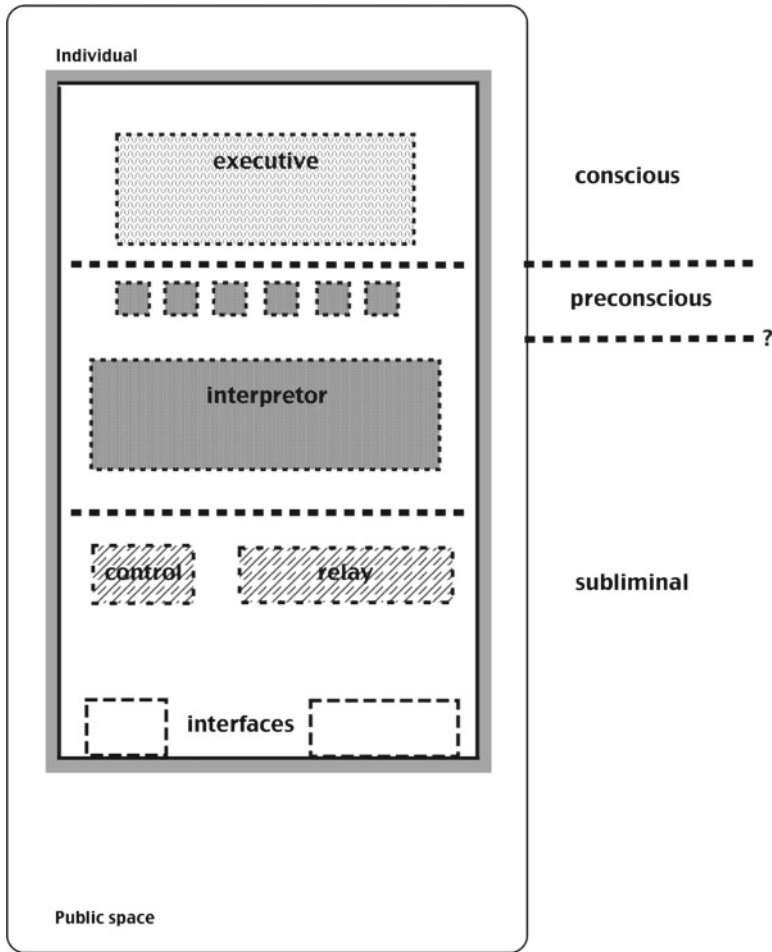 Individual
executive
conscious
preconscious
?
interpretor
control
relay
subliminal
interfaces
Public space